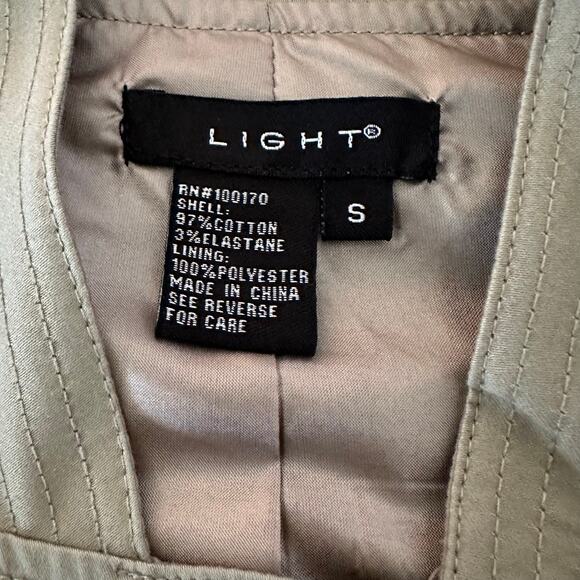 LIGHT®
RN#100170
SHELL:
97%COTTON
3%ELASTANE
LINING:
100%POLYESTER
MADE IN CHINA
SEE REVERSE
FOR CARE
S